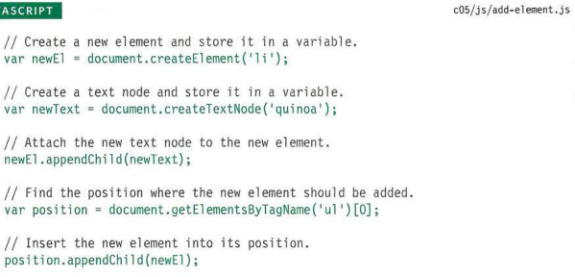 ASCRIPT
c05/js/add-element.js
// Create a new element and store it in a variable.
var newEl = document.createElement('li');
// Create a text node and store it in a variable.
var newText = document.createTextNode('quinoa');
// Attach the new text node to the new element.
newEl.appendChild(newText);
// Find the position where the new element should be added.
var position = document.getElementsByTagName('ul')[0];
// Insert the new element into its position.
position.appendChild(newEl);